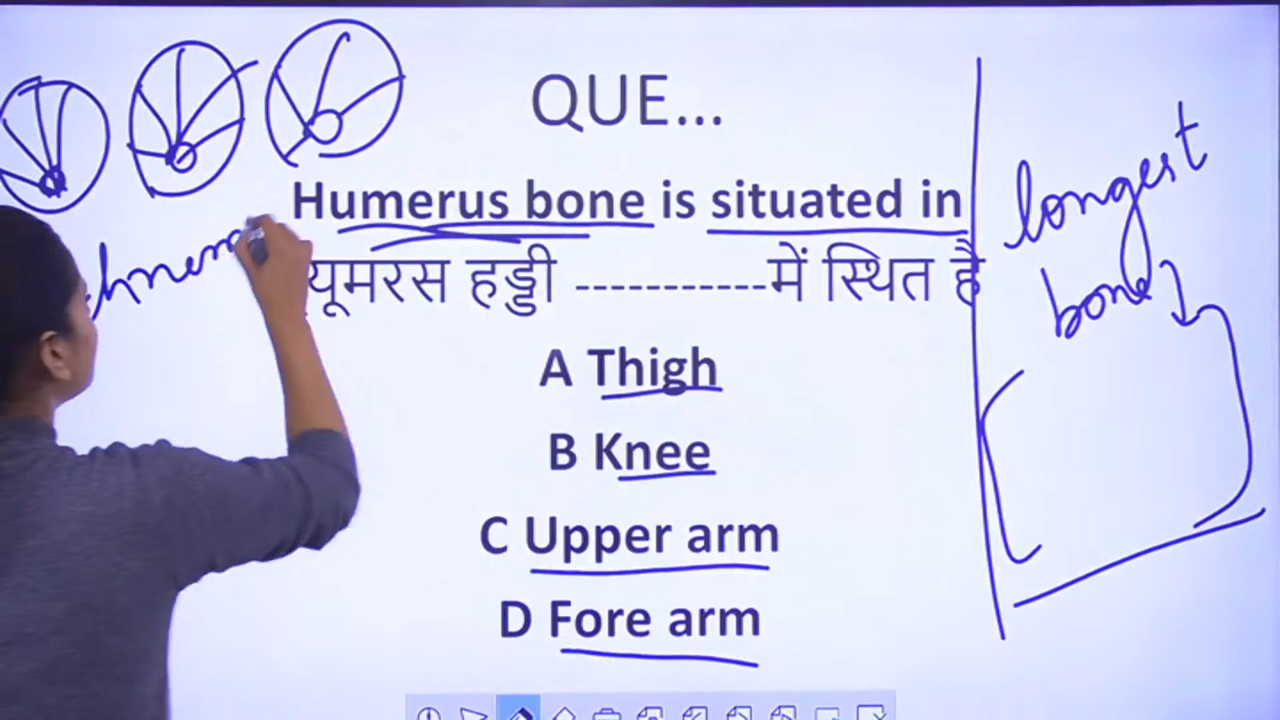 QUE...
Humerus bone is situated in
यूमरस हड्डी -----------में स्थित है
A Thigh
B Knee
C Upper arm
D Fore arm
longest
bone